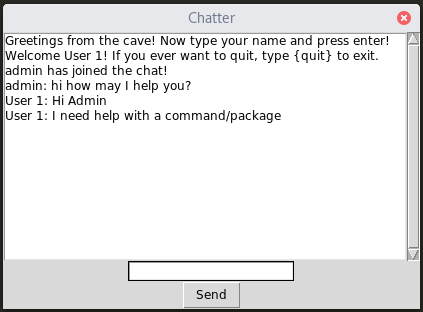 Chatter
Greetings from the cave! Now type your name and press enter!
Welcome User 1! If you ever want to quit, type {quit} to exit.
admin has joined the chat!
admin: hi how may I help you?
User 1: Hi Admin
User 1: I need help with a command/package
Send